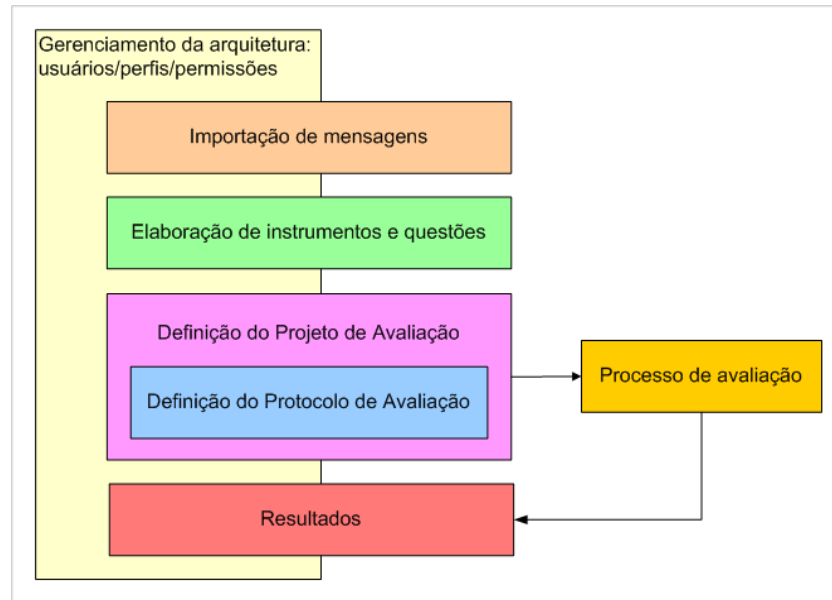 Gerenciamento da arquitetura:
usuários/perfis/permissões
Importação de mensagens
Elaboração de instrumentos e questões
Definição do Projeto de Avaliação
Definição do Protocolo de Avaliação
Processo de avaliação
Resultados